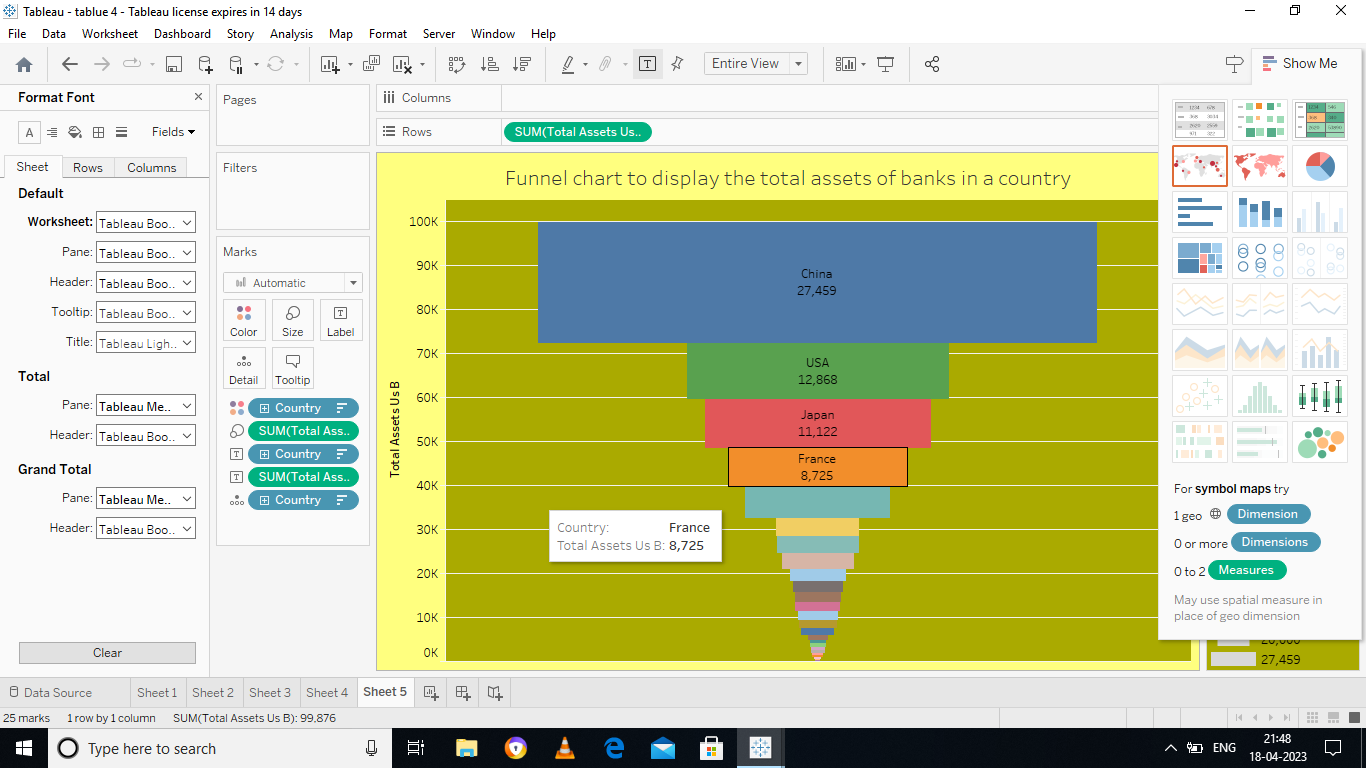 Tableau - tablue 4 - Tableau license expires in 14 days
File Data Worksheet Dashboard Story Analysis Map Format Server Window Help
Entire View
Show Me
Format Font
Fields
Sheet Rows Columns
Default
Worksheet: Tableau Boo..
Pane: Tableau Boo..
Header: Tableau Boo..
Tooltip: Tableau Boo..
Title: Tableau Ligh..
Total
Pane: Tableau Me..
Header: Tableau Boo..
Grand Total
Pane: Tableau Me..
Header: Tableau Boo..
Clear
Pages
Filters
Marks
Automatic
Color Size Label
Detail Tooltip
Country
SUM(Total Ass..
Country
SUM(Total Ass..
Country
Columns
Rows SUM(Total Assets Us..
Funnel chart to display the total assets of banks in a country
Total Assets Us B
100K
90K
80K
70K
60K
50K
40K
30K
20K
10K
0K
China
27,459
USA
12,868
Japan
11,122
France
8,725
Country: France
Total Assets Us B: 8,725
For symbol maps try
1 geo Dimension
0 or more Dimensions
0 to 2 Measures
May use spatial measure in
place of geo dimension
27,459
Data Source Sheet 1 Sheet 2 Sheet 3 Sheet 4 Sheet 5
25 marks 1 row by 1 column SUM(Total Assets Us B): 99,876
Type here to search
ENG
21:48
18-04-2023